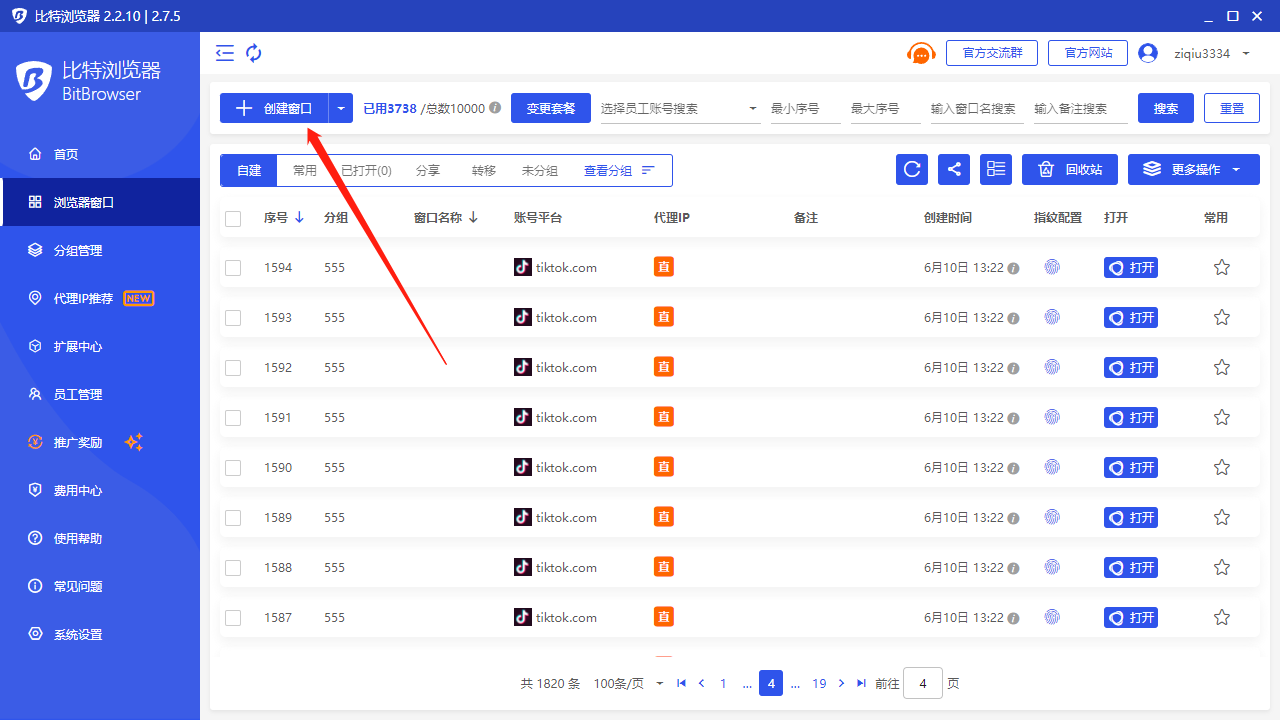 比特浏览器 2.2.10 | 2.7.5
比特浏览器
BitBrowser
首页
浏览器窗口
分组管理
代理IP推荐 NEW
扩展中心
员工管理
推广奖励
费用中心
使用帮助
常见问题
系统设置
官方交流群 官方网站 ziqiu3334
创建窗口 已用3738 /总数10000 变更套餐 选择员工账号搜索 最小序号 最大序号 输入窗口名搜索 输入备注搜索 搜索 重置
自建 常用 已打开(0) 分享 转移 未分组 查看分组 回收站 更多操作
序号 分组 窗口名称 账号平台 代理IP 备注 创建时间 指纹配置 打开 常用
1594 555 tiktok.com 直 6月10日 13:22 打开
1593 555 tiktok.com 直 6月10日 13:22 打开
1592 555 tiktok.com 直 6月10日 13:22 打开
1591 555 tiktok.com 直 6月10日 13:22 打开
1590 555 tiktok.com 直 6月10日 13:22 打开
1589 555 tiktok.com 直 6月10日 13:22 打开
1588 555 tiktok.com 直 6月10日 13:22 打开
1587 555 tiktok.com 直 6月10日 13:22 打开
共 1820 条 100条/页 1 ... 4 ... 19 前往 4 页